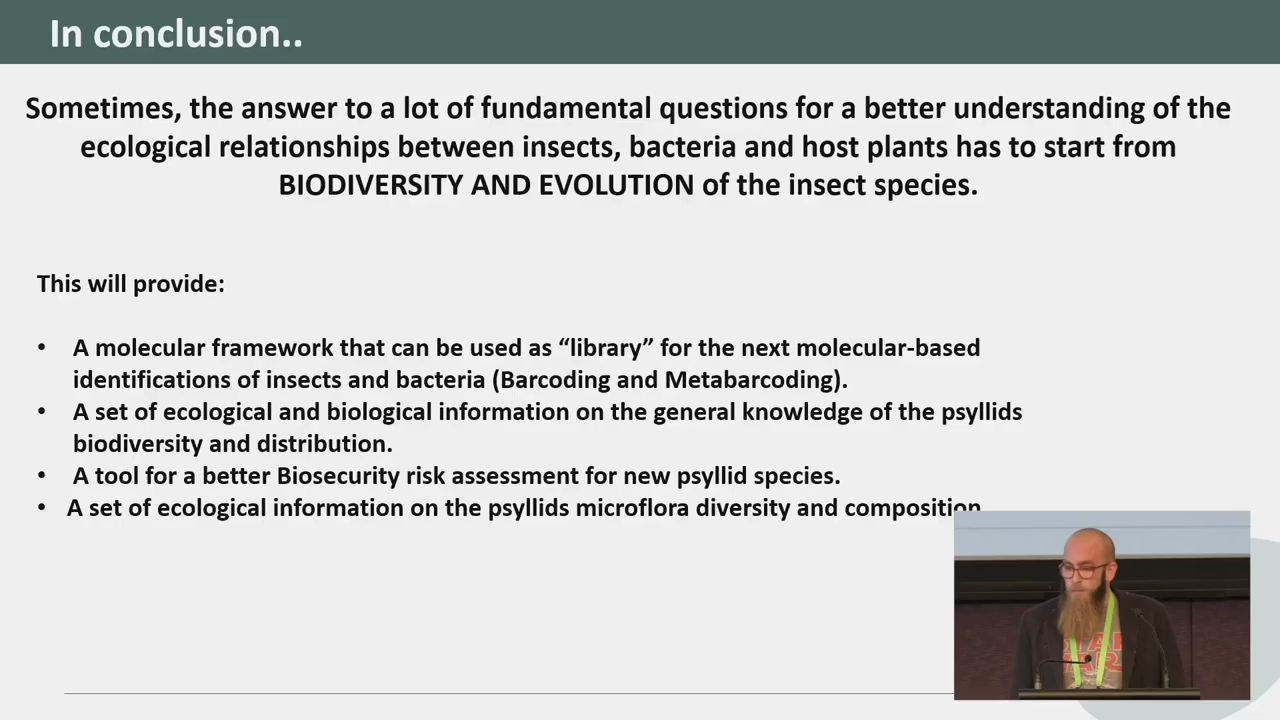 In conclusion..
Sometimes, the answer to a lot of fundamental questions for a better understanding of the
ecological relationships between insects, bacteria and host plants has to start from
BIODIVERSITY AND EVOLUTION of the insect species.
This will provide:
• A molecular framework that can be used as “library” for the next molecular-based
identifications of insects and bacteria (Barcoding and Metabarcoding).
• A set of ecological and biological information on the general knowledge of the psyllids
biodiversity and distribution.
• A tool for a better Biosecurity risk assessment for new psyllid species.
• A set of ecological information on the psyllids microflora diversity and composition